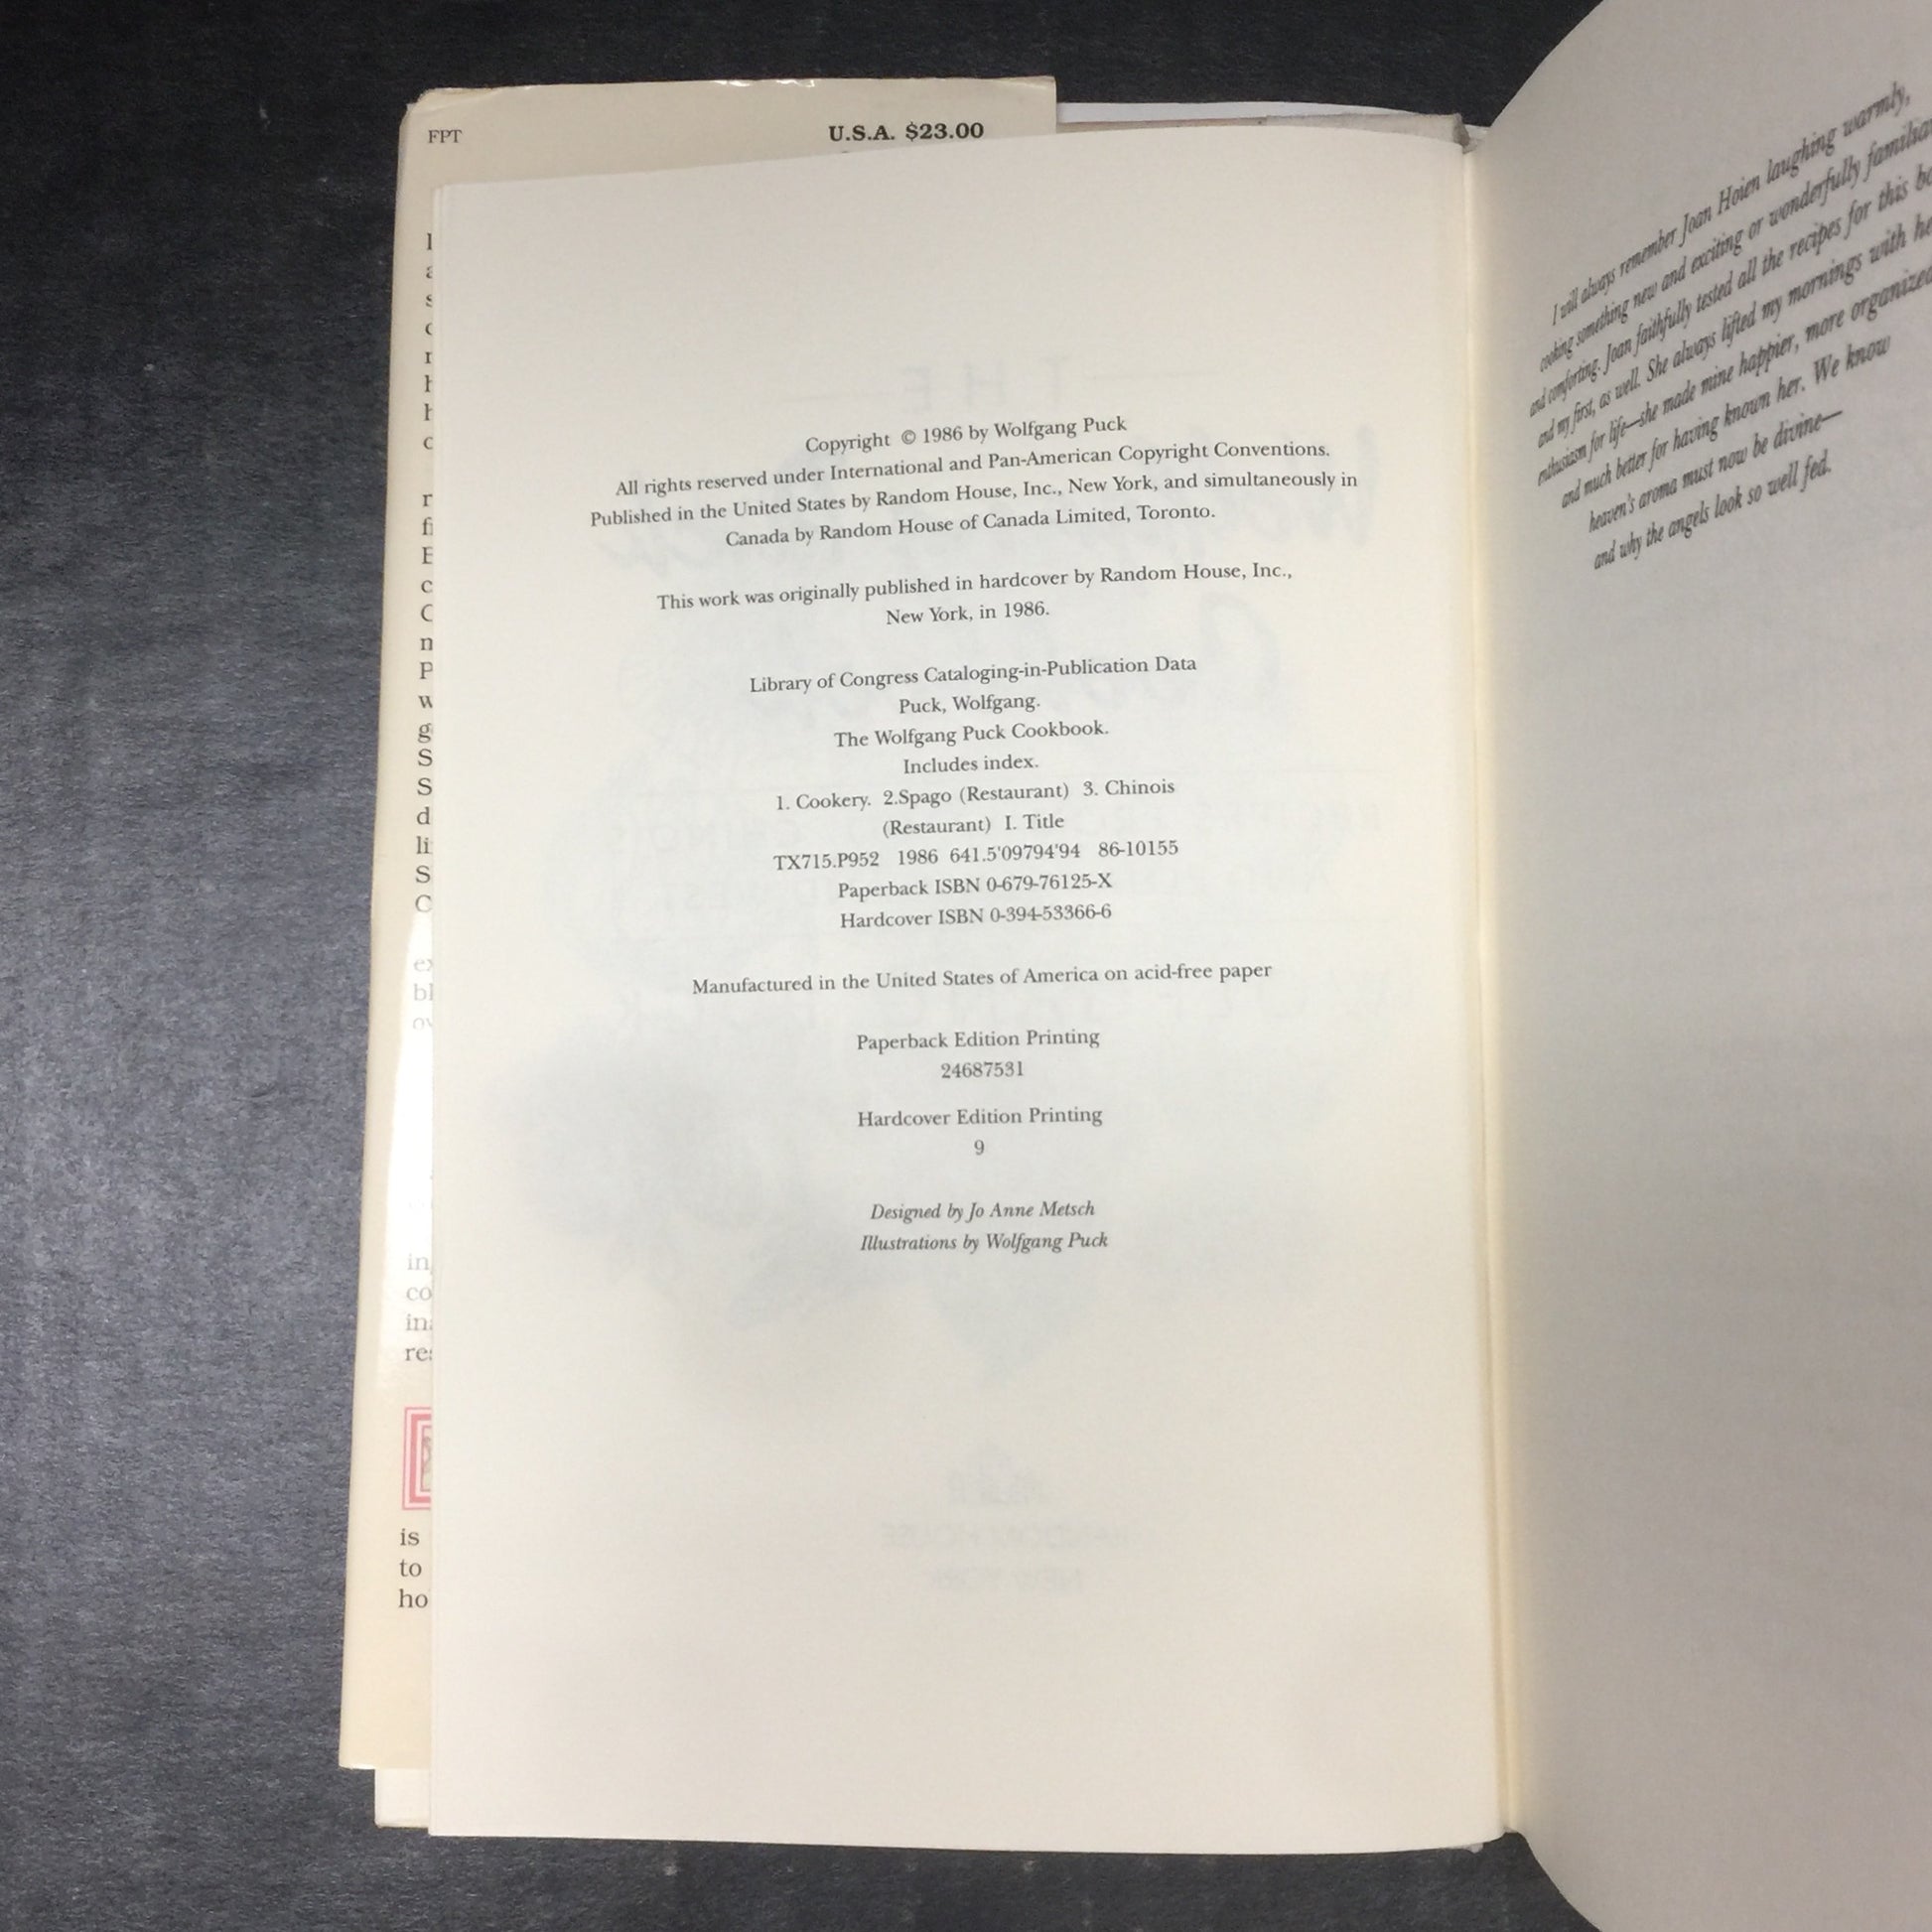 FPT
U.S.A. $23.00
Copyright © 1986 by Wolfgang Puck
All rights reserved under International and Pan-American Copyright Conventions.
Published in the United States by Random House, Inc., New York, and simultaneously in
Canada by Random House of Canada Limited, Toronto.
This work was originally published in hardcover by Random House, Inc.,
New York, in 1986.
Library of Congress Cataloging-in-Publication Data
Puck, Wolfgang.
The Wolfgang Puck Cookbook.
Includes index.
1. Cookery. 2.Spago (Restaurant) 3. Chinois
(Restaurant) I. Title
TX715.P952 1986 641.5'09794'94 86-10155
Paperback ISBN 0-679-76125-X
Hardcover ISBN 0-394-53366-6
Manufactured in the United States of America on acid-free paper
Paperback Edition Printing
24687531
Hardcover Edition Printing
9
Designed by Jo Anne Metsch
Illustrations by Wolfgang Puck
is
to
ho
I will always remember Joan Hoien laughing warmly,
cooking something new and exciting or wonderfully
and comforting. Joan faithfully tested all the recipes for this
and my first, as well. She always lifted my mornings with
enthusiasm for life—she made mine happier, more organized
and much better for having known her. We know
heaven's aroma must now be divine—
and why the angels look so well fed.